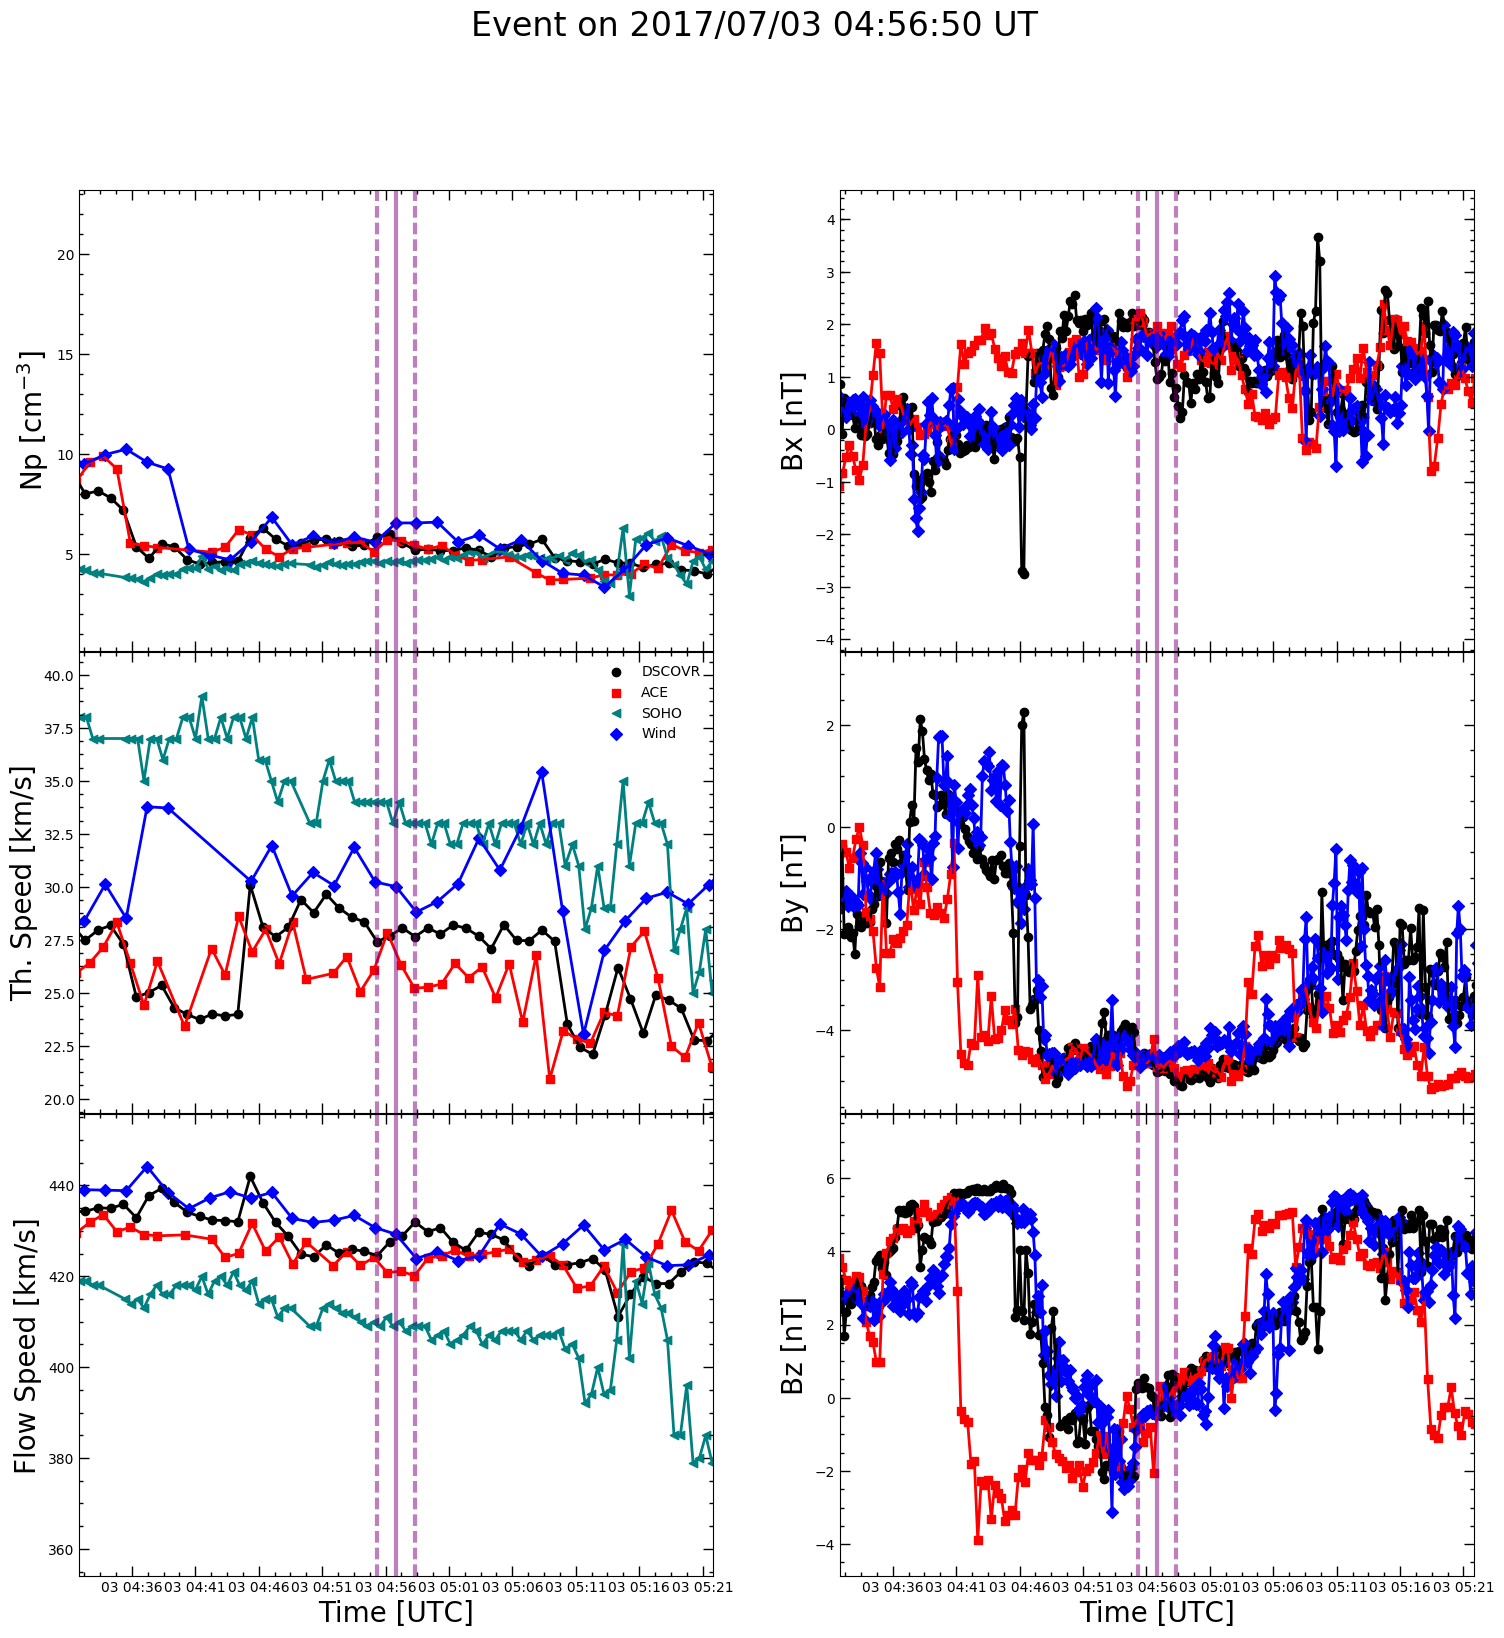 Event on 2017/07/03 04:56:50 UT
Np [cm⁻³]
20
15
10
5
Th. Speed [km/s]
40.0
37.5
35.0
32.5
30.0
27.5
25.0
22.5
20.0
DSCOVR
ACE
SOHO
Wind
Flow Speed [km/s]
440
420
400
380
360
03 04:36 03 04:41 03 04:46 03 04:51 03 04:56 03 05:01 03 05:06 03 05:11 03 05:16 03 05:21
Time [UTC]
Bx [nT]
4
3
2
1
0
−1
−2
−3
−4
By [nT]
2
0
−2
−4
Bz [nT]
6
4
2
0
−2
−4
03 04:36 03 04:41 03 04:46 03 04:51 03 04:56 03 05:01 03 05:06 03 05:11 03 05:16 03 05:21
Time [UTC]